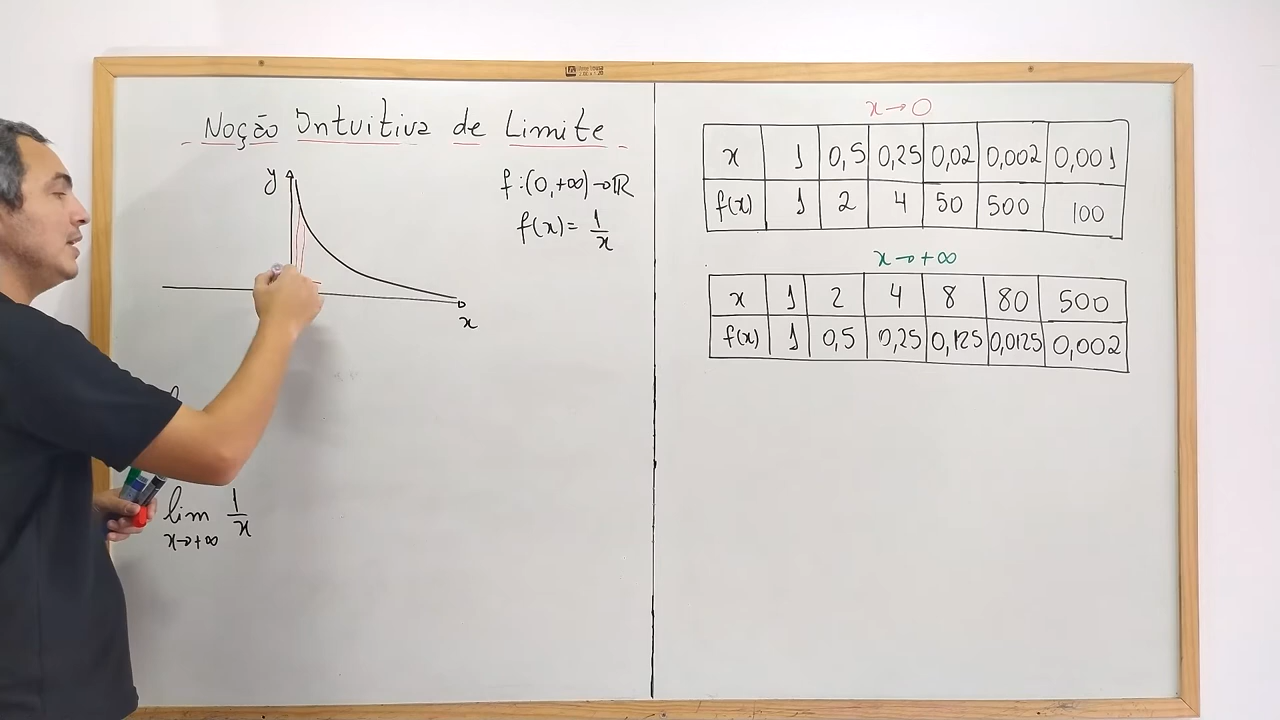 Noção Intuitiva de Limite
y
x
f:(0,+∞)→ℝ
f(x)= 1/x
lim 1/x
x→+∞
x→0
x 1 0,5 0,25 0,02 0,002 0,001
f(x) 1 2 4 50 500 100
x→+∞
x 1 2 4 8 80 500
f(x) 1 0,5 0,25 0,125 0,0125 0,002